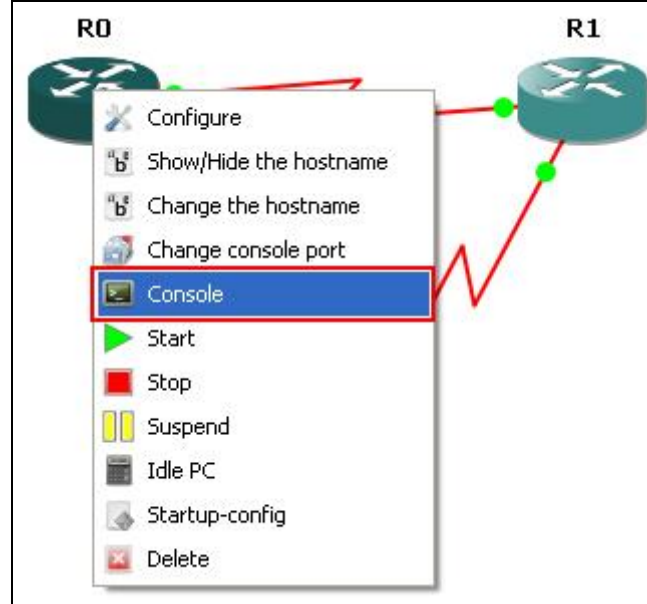 R0
R1
Configure
Show/Hide the hostname
Change the hostname
Change console port
Console
Start
Stop
Suspend
Idle PC
Startup-config
Delete